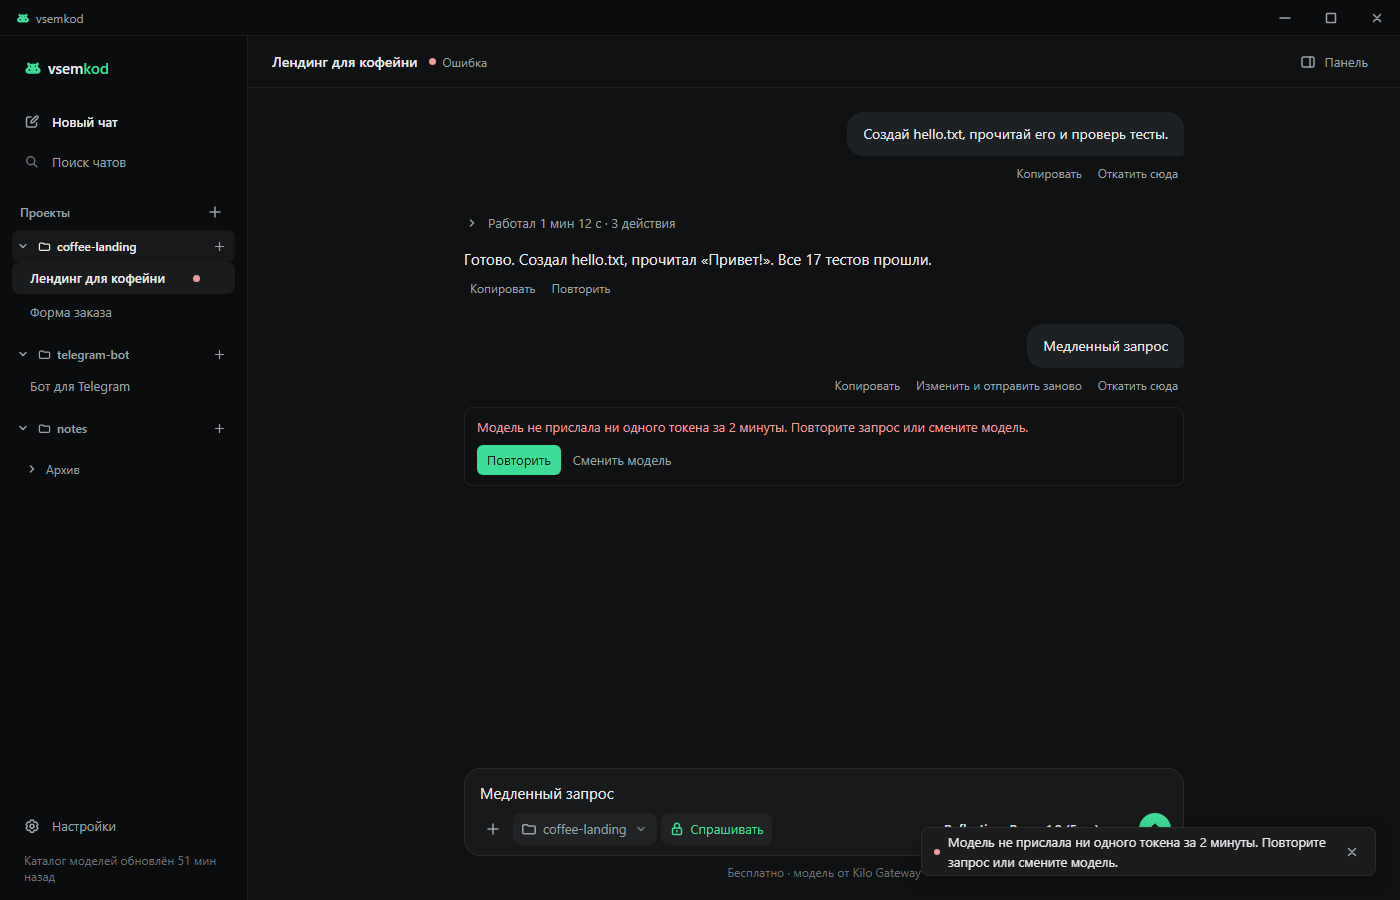 vsemkod
vsemkod
Новый чат
Поиск чатов
Проекты
coffee-landing
Лендинг для кофейни
Форма заказа
telegram-bot
Бот для Telegram
notes
Архив
Настройки
Каталог моделей обновлён 51 мин
назад
Лендинг для кофейни
Ошибка
Панель
Создай hello.txt, прочитай его и проверь тесты.
Копировать Откатить сюда
Работал 1 мин 12 с · 3 действия
Готово. Создал hello.txt, прочитал «Привет!». Все 17 тестов прошли.
Копировать Повторить
Медленный запрос
Копировать Изменить и отправить заново Откатить сюда
Модель не прислала ни одного токена за 2 минуты. Повторите запрос или смените модель.
Повторить Сменить модель
Медленный запрос
coffee-landing Спрашивать
Бесплатно · модель от Kilo Gateway
Модель не прислала ни одного токена за 2 минуты. Повторите
запрос или смените модель.